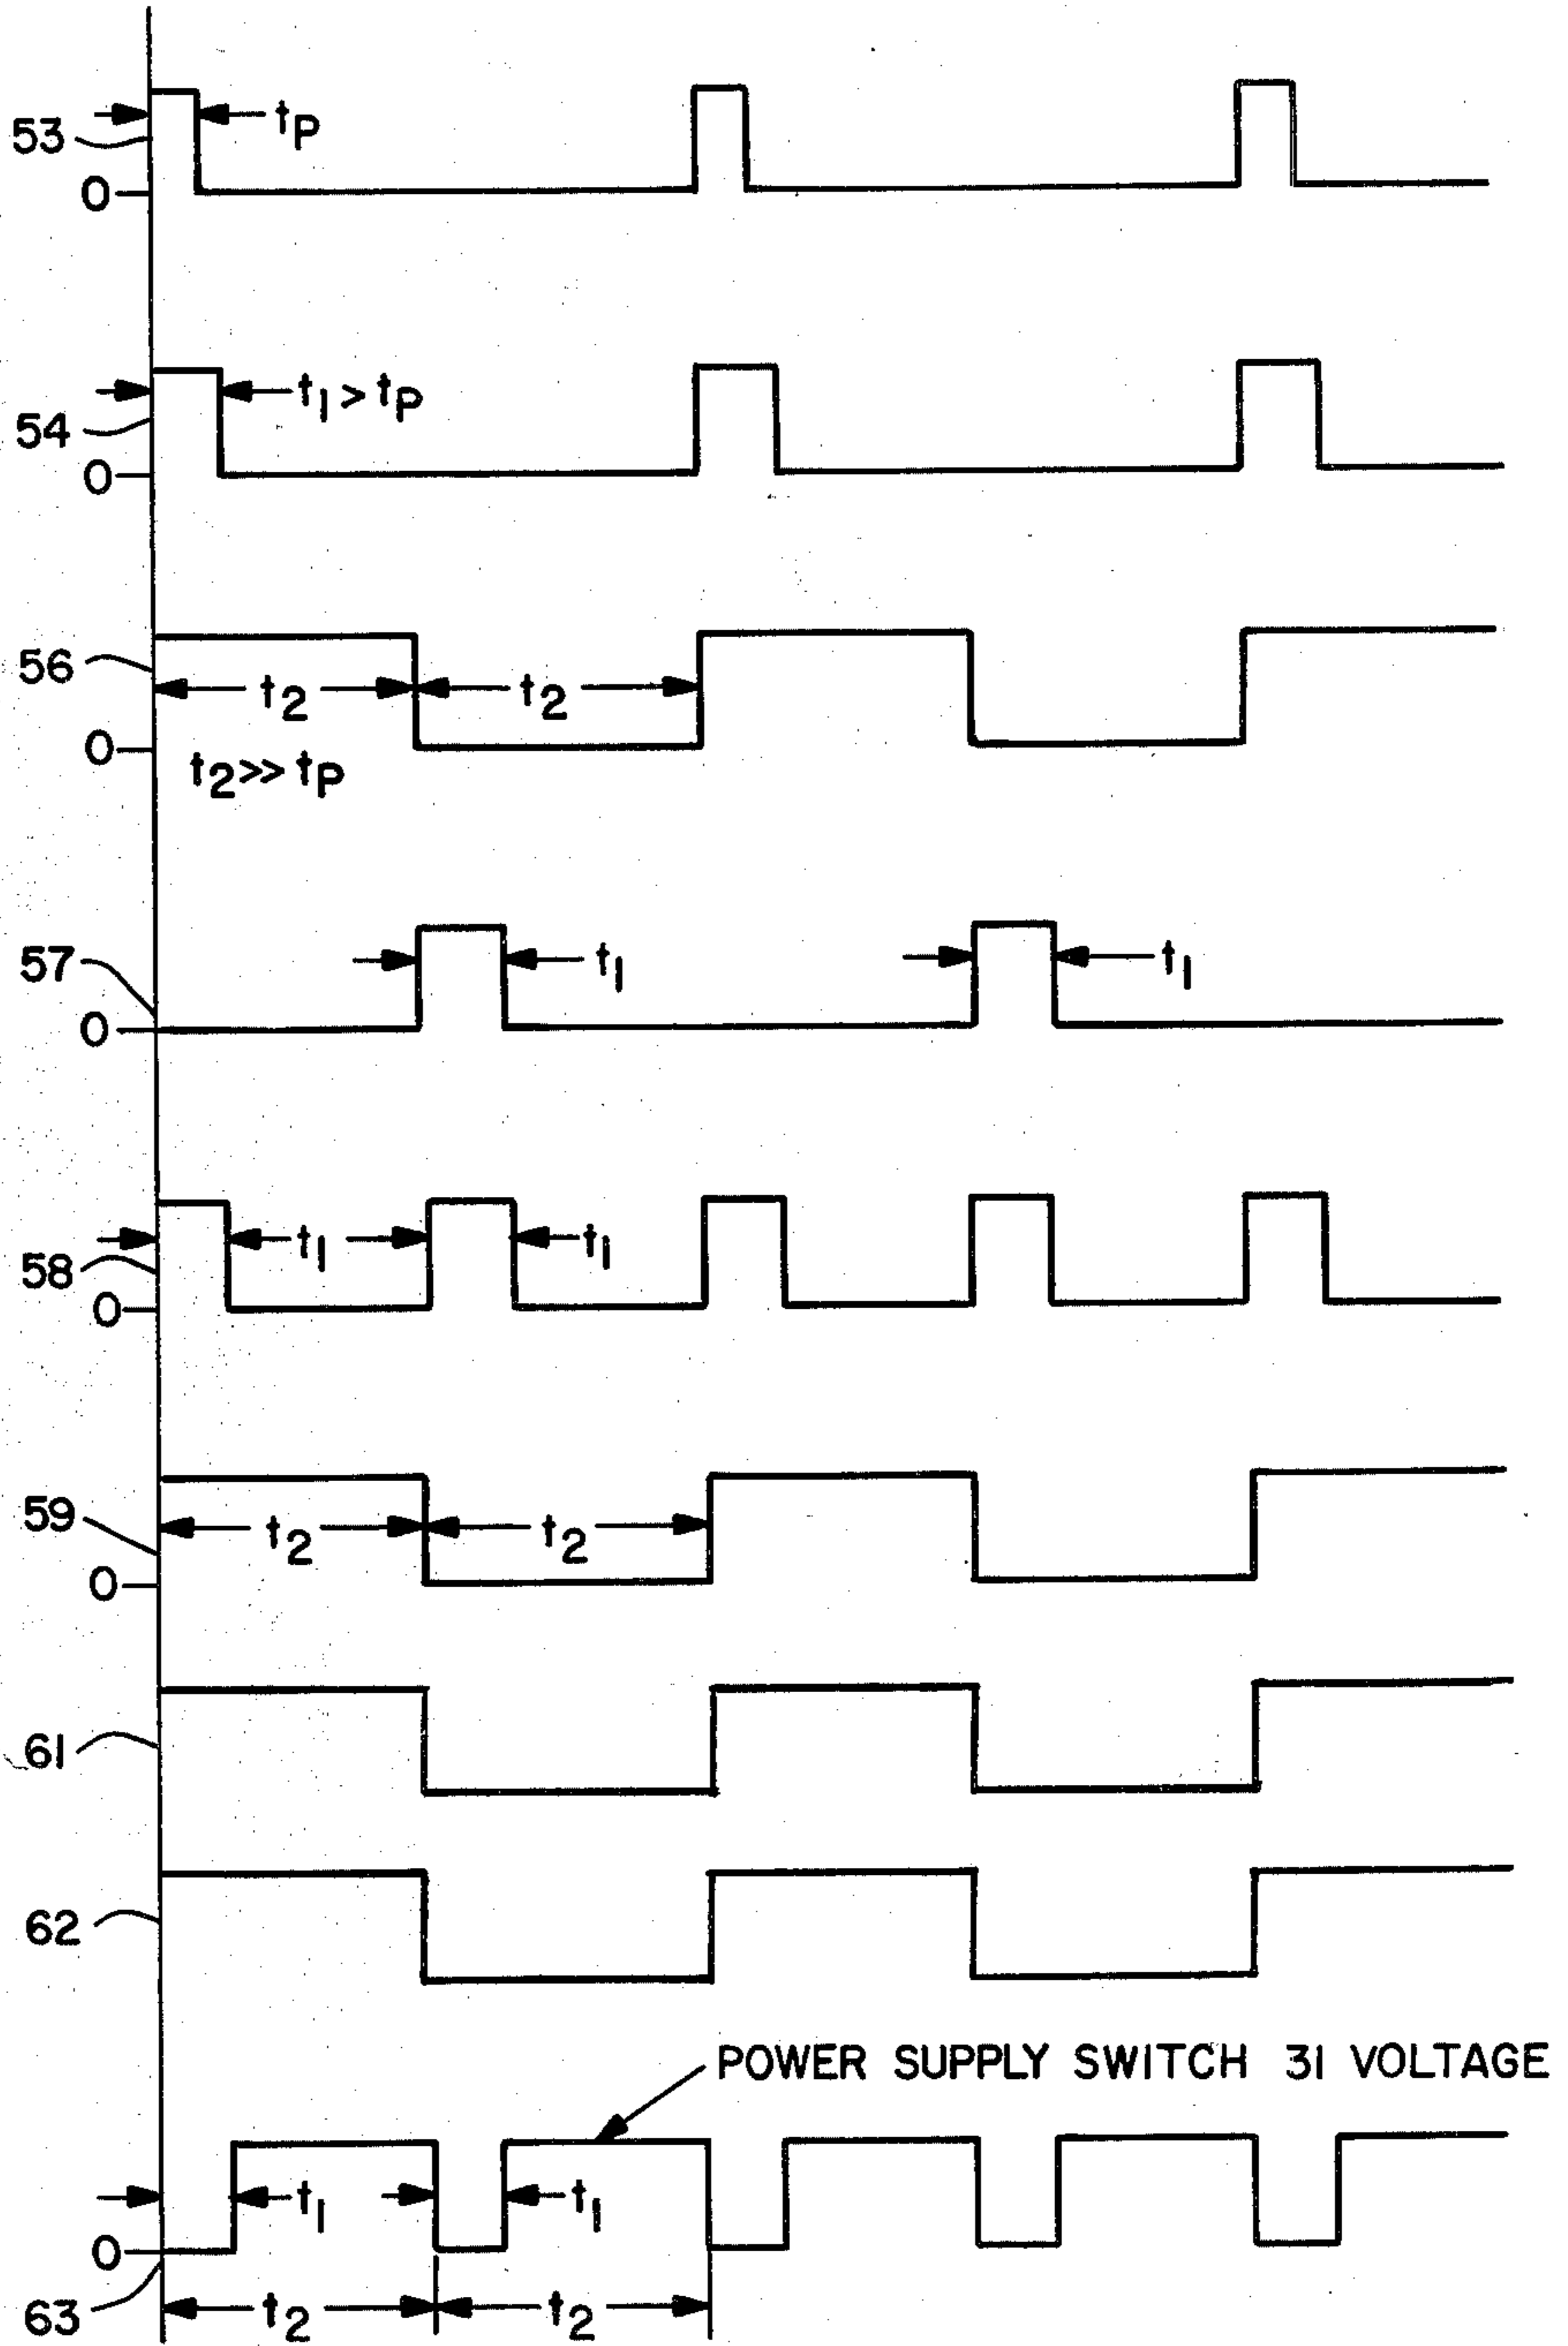 53
tP
0
54
t1 > tP
0
56
t2 t2
0
t2 >> tP
57
t1 t1
0
58
t1 t1
0
59
t2 t2
0
61
62
POWER SUPPLY SWITCH 31 VOLTAGE
t1 t1
0
63
t2 t2